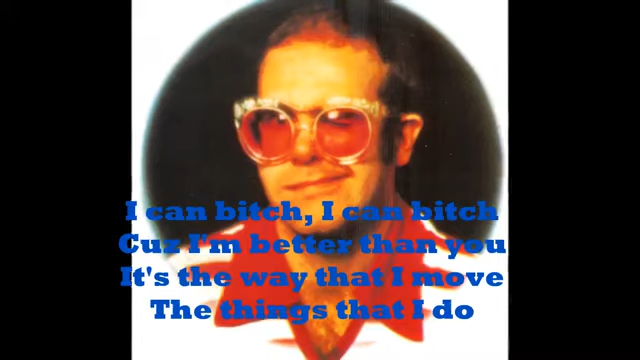 I can bitch, I can bitch
Cuz I'm better than you
It's the way that I move
The things that I do